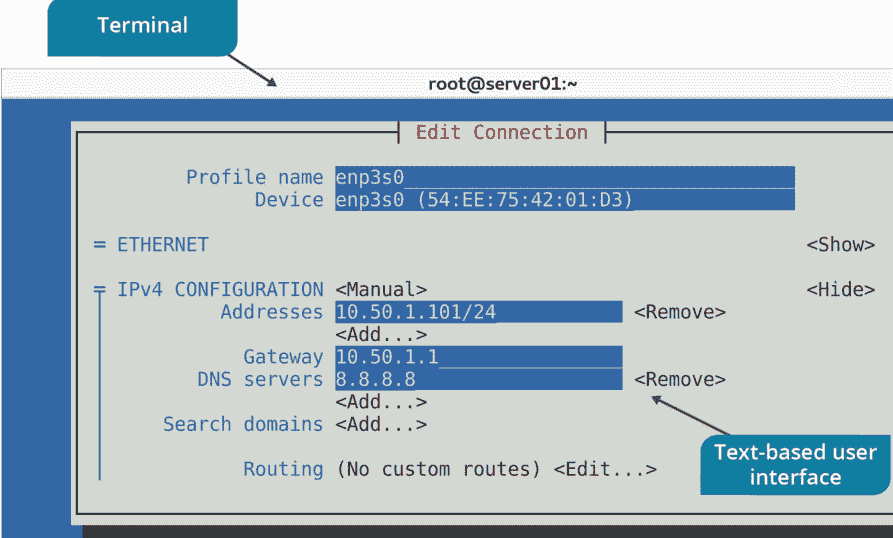 Terminal
root@server01:~
Edit Connection
Profile name enp3s0
Device enp3s0 (54:EE:75:42:01:D3)
= ETHERNET <Show>
= IPv4 CONFIGURATION <Manual> <Hide>
Addresses 10.50.1.101/24 <Remove>
<Add...>
Gateway 10.50.1.1
DNS servers 8.8.8.8 <Remove>
<Add...>
Search domains <Add...>
Routing (No custom routes) <Edit...>
Text-based user
interface